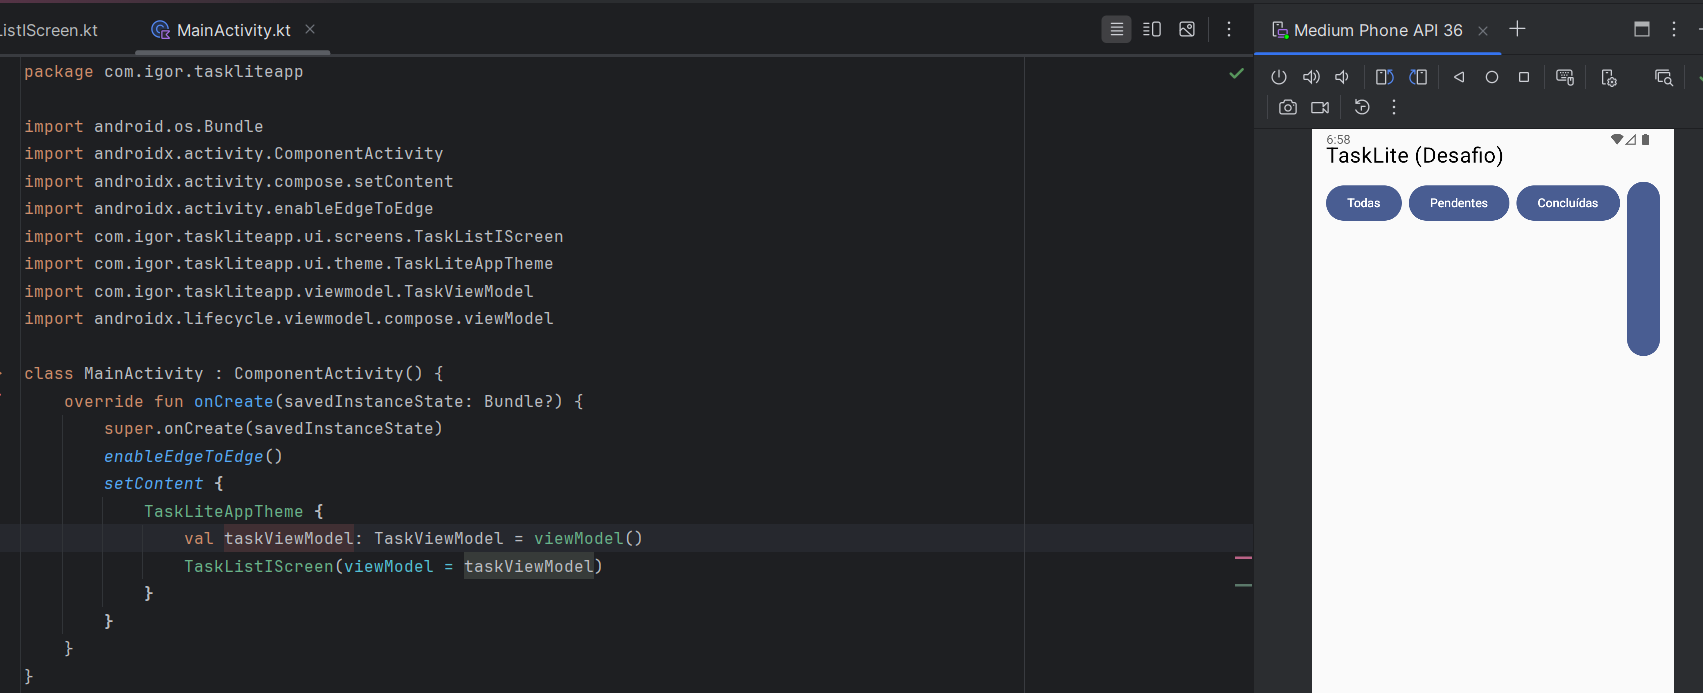 istIScreen.kt
MainActivity.kt
Medium Phone API 36
package com.igor.taskliteapp
import android.os.Bundle
import androidx.activity.ComponentActivity
import androidx.activity.compose.setContent
import androidx.activity.enableEdgeToEdge
import com.igor.taskliteapp.ui.screens.TaskListIScreen
import com.igor.taskliteapp.ui.theme.TaskLiteAppTheme
import com.igor.taskliteapp.viewmodel.TaskViewModel
import androidx.lifecycle.viewmodel.compose.viewModel
class MainActivity : ComponentActivity() {
override fun onCreate(savedInstanceState: Bundle?) {
super.onCreate(savedInstanceState)
enableEdgeToEdge()
setContent {
TaskLiteAppTheme {
val taskViewModel: TaskViewModel = viewModel()
TaskListIScreen(viewModel = taskViewModel)
}
}
}
}
6:58
TaskLite (Desafio)
Todas
Pendentes
Concluídas